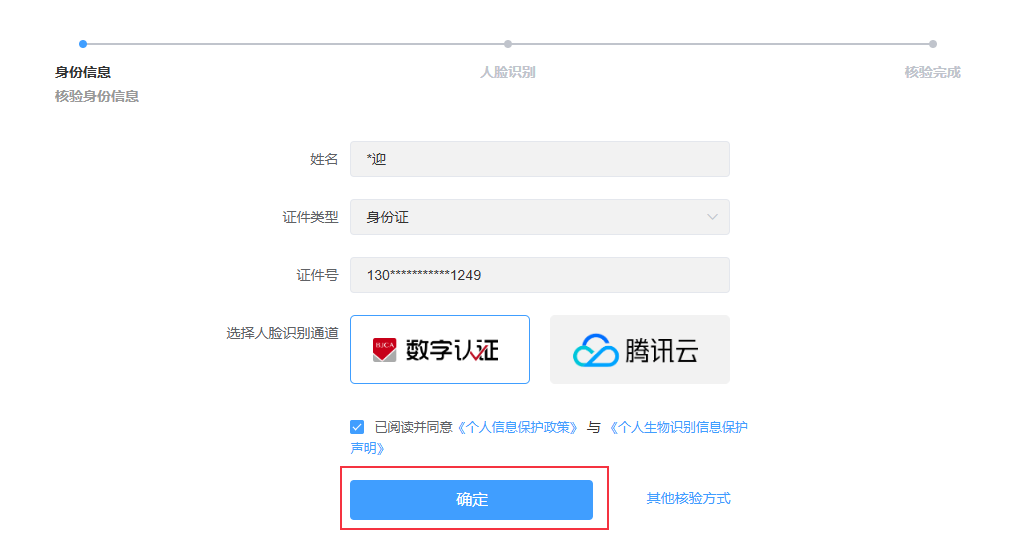 身份信息
人脸识别
核验完成
核验身份信息
姓名
*迎
证件类型
身份证
证件号
130***********1249
选择人脸识别通道
BJCA
数字认证
腾讯云
已阅读并同意《个人信息保护政策》 与 《个人生物识别信息保护
声明》
确定
其他核验方式